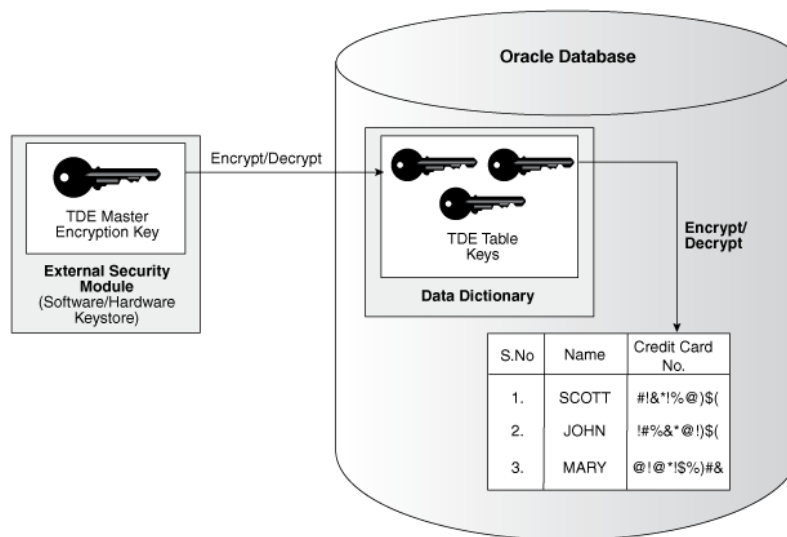 Oracle Database
Encrypt/Decrypt
TDE Master
Encryption Key
External Security
Module
(Software/Hardware
Keystore)
TDE Table
Keys
Data Dictionary
Encrypt/
Decrypt
S.No Name Credit Card
No.
1. SCOTT #!&*!%@)$(
2. JOHN !#%&*@!)$(
3. MARY @!@*!$%)#&